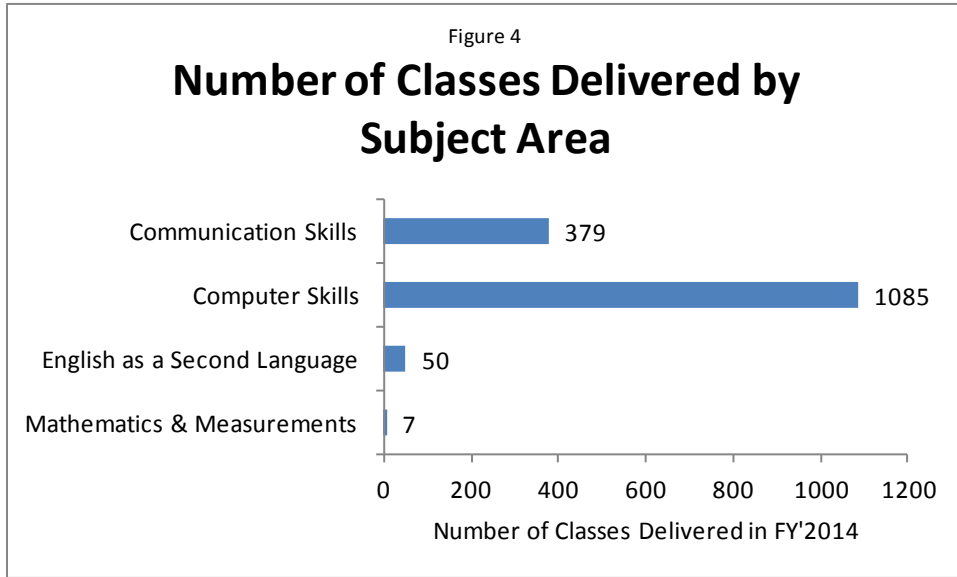 Figure 4
Number of Classes Delivered by
Subject Area
Communication Skills 379
Computer Skills 1085
English as a Second Language 50
Mathematics & Measurements 7
0 200 400 600 800 1000 1200
Number of Classes Delivered in FY'2014